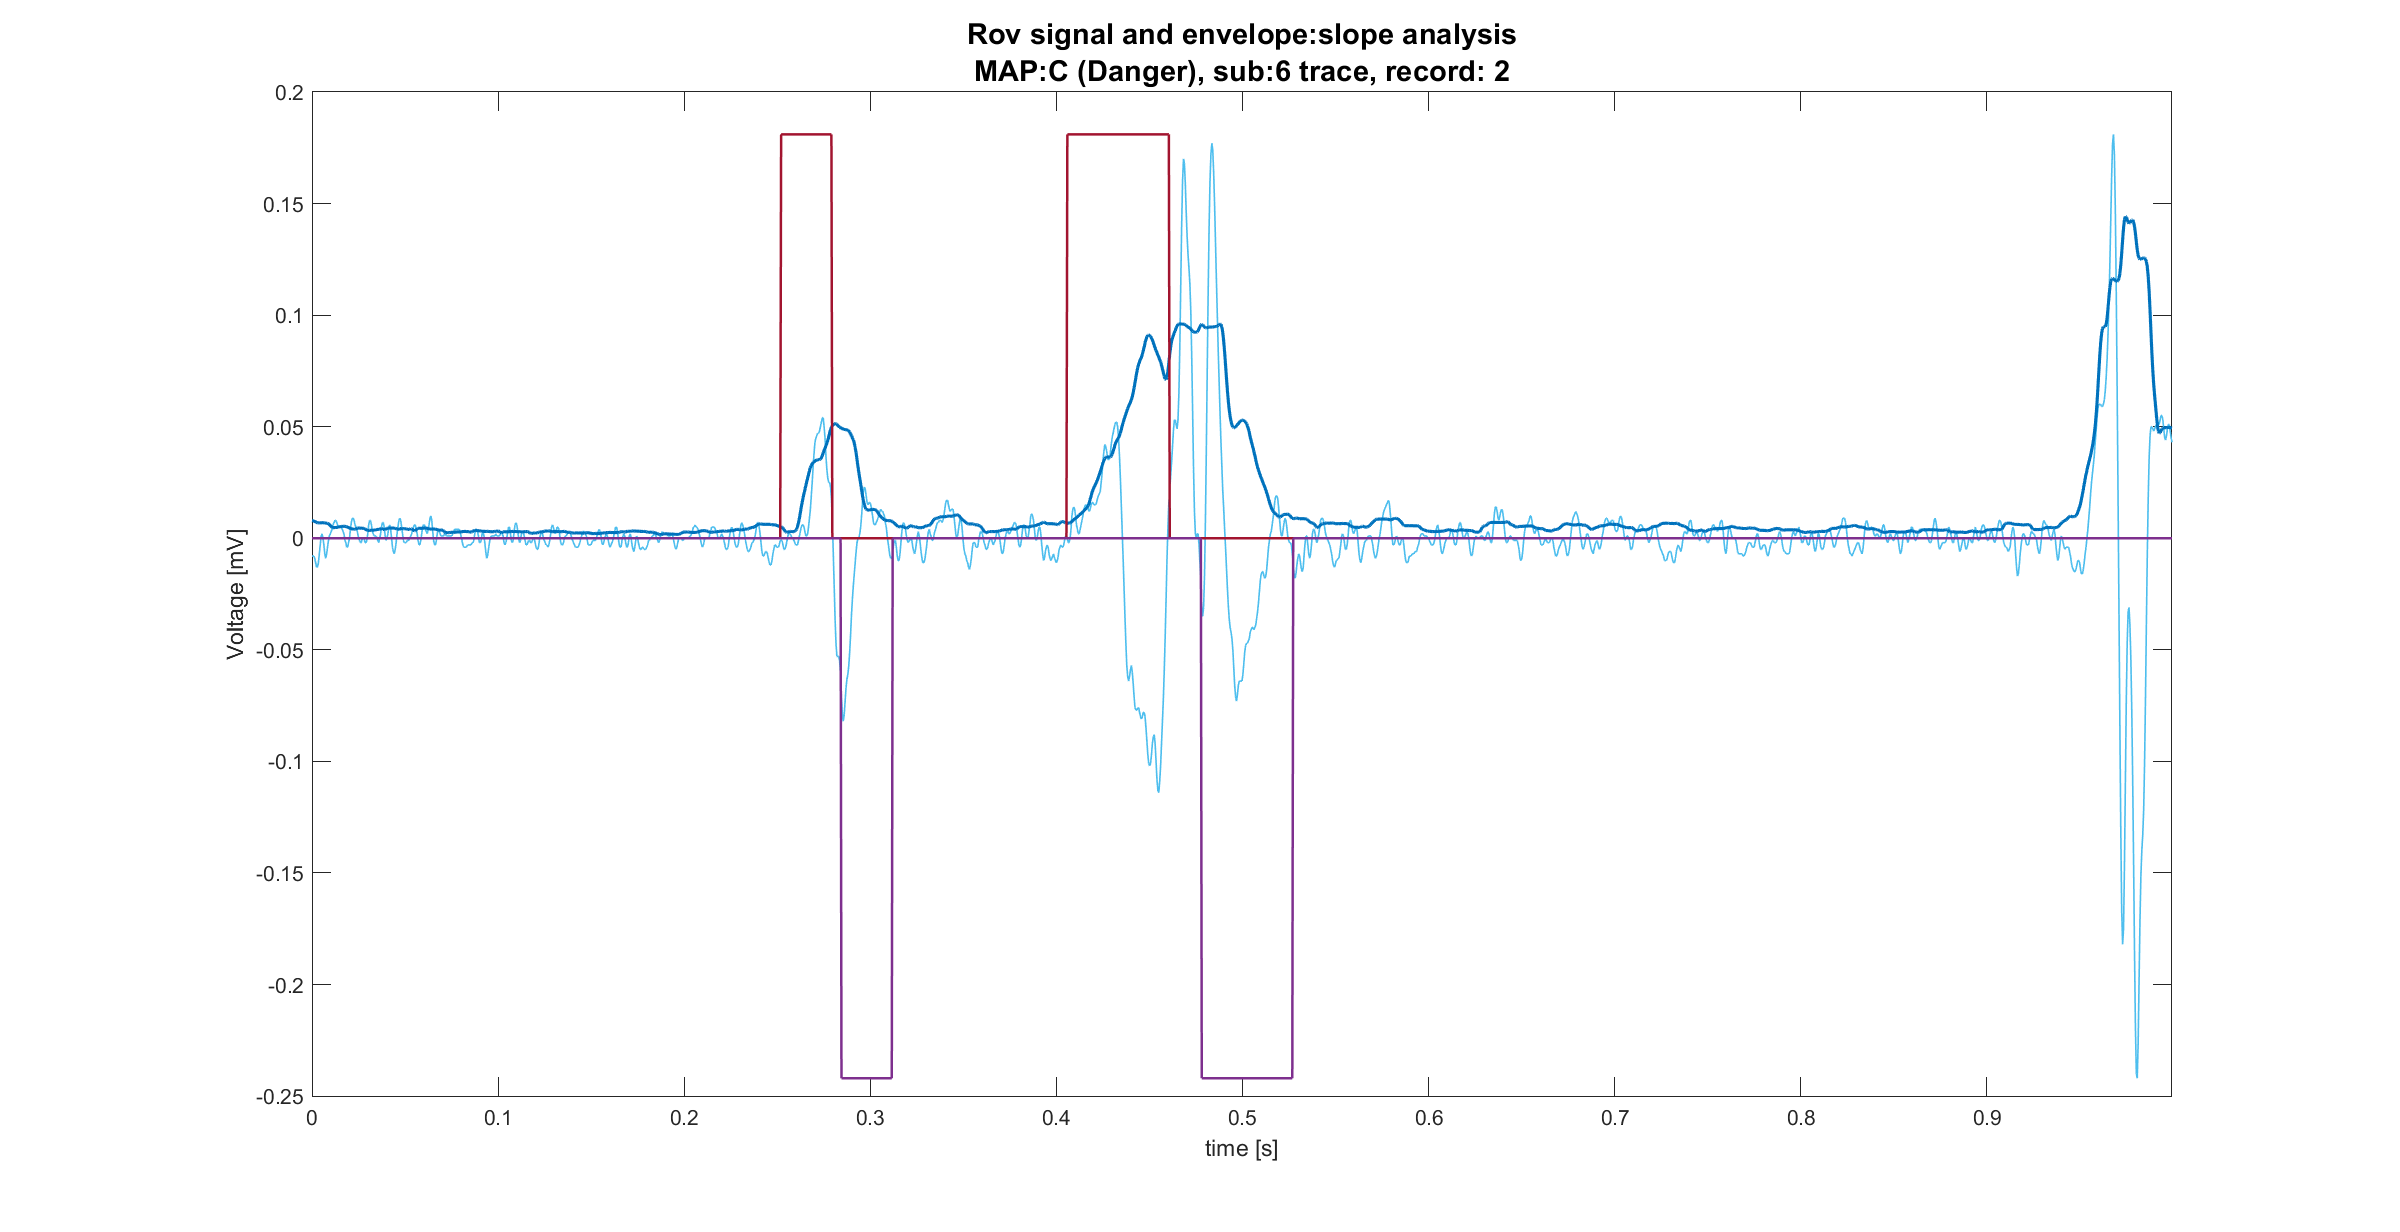 Rov signal and envelope:slope analysis
MAP:C (Danger), sub:6 trace, record: 2
0.2
0.15
0.1
0.05
0
-0.05
-0.1
-0.15
-0.2
-0.25
Voltage [mV]
0 0.1 0.2 0.3 0.4 0.5 0.6 0.7 0.8 0.9
time [s]